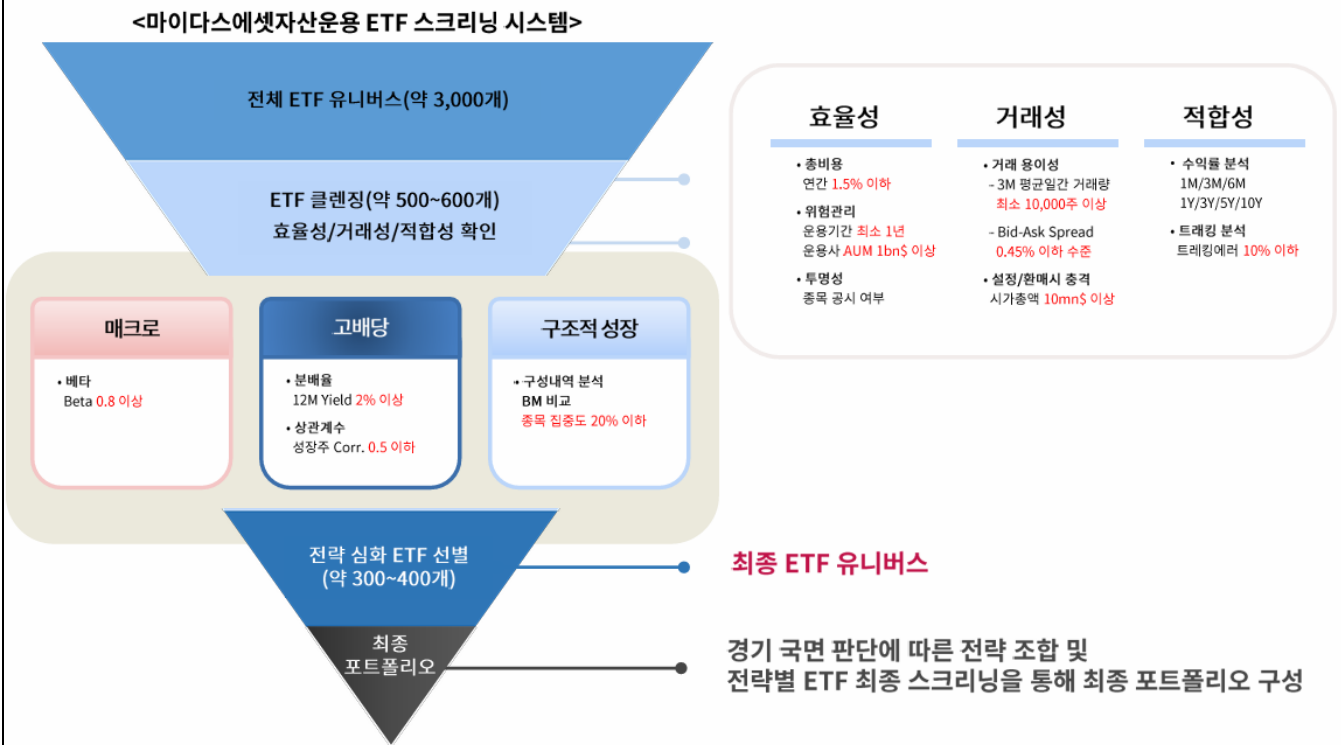 <마이다스에셋자산운용 ETF 스크리닝 시스템>
전체 ETF 유니버스(약 3,000개)
ETF 클렌징(약 500~600개)
효율성/거래성/적합성 확인
효율성
• 총비용
연간 1.5% 이하
• 위험관리
운용기간 최소 1년
운용사 AUM 1bn$ 이상
• 투명성
종목 공시 여부
거래성
• 거래 용이성
- 3M 평균일간 거래량
최소 10,000주 이상
- Bid-Ask Spread
0.45% 이하 수준
• 설정/환매시 충격
시가총액 10mn$ 이상
적합성
• 수익률 분석
1M/3M/6M
1Y/3Y/5Y/10Y
• 트래킹 분석
트레킹에러 10% 이하
매크로
• 베타
Beta 0.8 이상
고배당
• 분배율
12M Yield 2% 이상
• 상관계수
성장주 Corr. 0.5 이하
구조적 성장
• 구성내역 분석
BM 비교
종목 집중도 20% 이하
전략 심화 ETF 선별
(약 300~400개)
최종 ETF 유니버스
최종
포트폴리오
경기 국면 판단에 따른 전략 조합 및
전략별 ETF 최종 스크리닝을 통해 최종 포트폴리오 구성